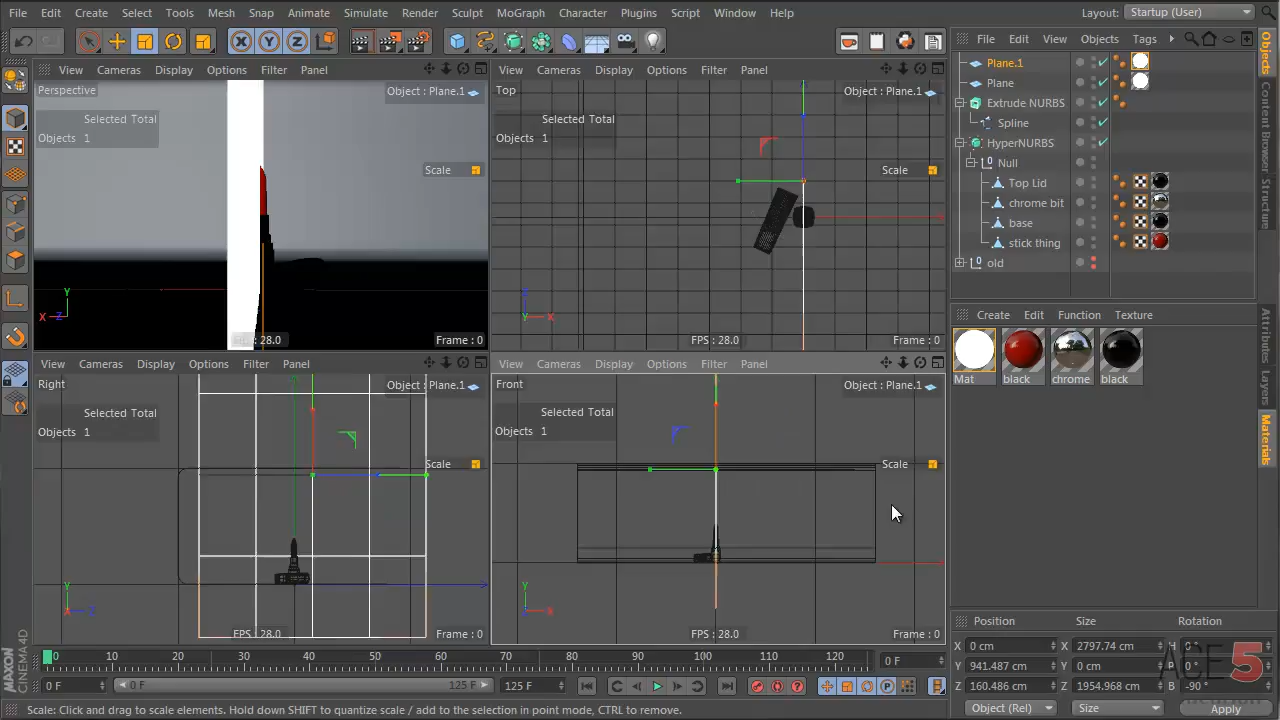 File Edit Create Select Tools Mesh Snap Animate Simulate Render Sculpt MoGraph Character Plugins Script Window Help Layout: Startup (User)
File Edit View Objects Tags
View Cameras Display Options Filter Panel
View Cameras Display Options Filter Panel
Perspective
Object : Plane.1
Selected Total
Objects 1
Scale
Frame : 0
Top
Object : Plane.1
Selected Total
Objects 1
Scale
Y
X
FPS : 28.0
Frame : 0
Plane.1
Plane
Extrude NURBS
Spline
HyperNURBS
Null
Top Lid
chrome bit
base
stick thing
old
Objects
Content Browser
Structure
View Cameras Display Options Filter Panel
View Cameras Display Options Filter Panel
Right
Object : Plane.1
Selected Total
Objects 1
Scale
Y
FPS : 28.0
Frame : 0
Front
Object : Plane.1
Selected Total
Objects 1
Scale
Y
FPS : 28.0
Frame : 0
Create Edit Function Texture
Mat black chrome black
Attributes
Layers
Materials
0 10 20 30 40 50 60 70 80 90 100 110 120
0 F
0 F 0 F 125 F 125 F
Position Size Rotation
X 0 cm X 2797.74 cm H 0 °
Y 941.487 cm Y 0 cm P 0 °
Z 160.486 cm Z 1954.968 cm B -90 °
Object (Rel) Size Apply
ACE5
MAXON CINEMA4D
Scale: Click and drag to scale elements. Hold down SHIFT to quantize scale / add to the selection in point mode, CTRL to remove.